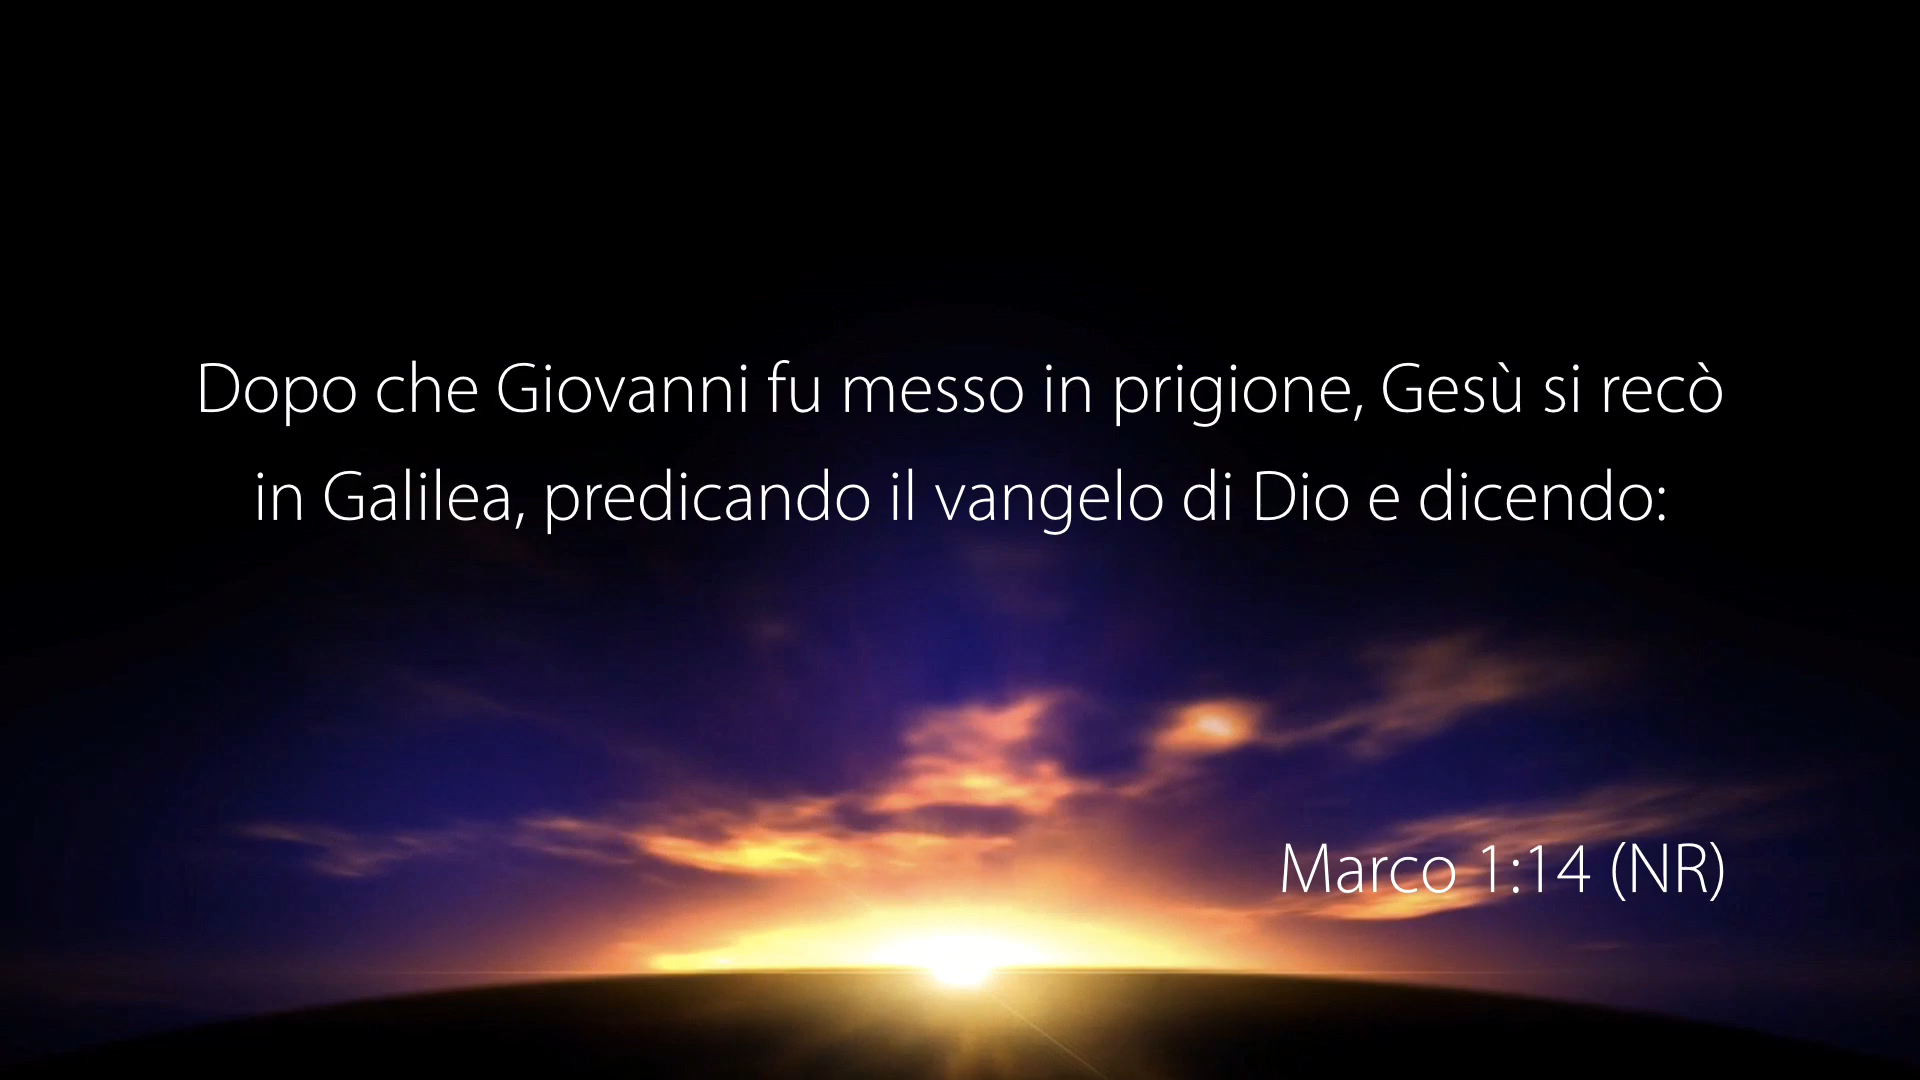 Dopo che Giovanni fu messo in prigione, Gesù si recò
in Galilea, predicando il vangelo di Dio e dicendo:
Marco 1:14 (NR)